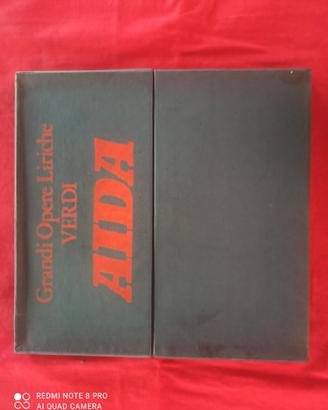 Grandi Opere Liriche
VERDI
AIDA
REDMI NOTE 8 PRO
AI QUAD CAMERA